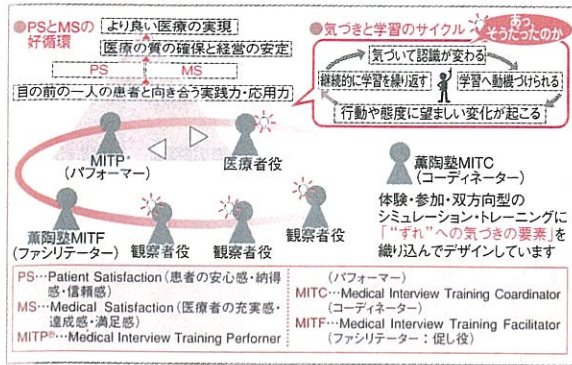 ●PSとMSの
好循環
より良い医療の実現
医療の質の確保と経営の安定
PS
MS
目の前の一人の患者と向き合う実践力・応用力
●気づきと学習のサイクル
あっ、
そうだったのか
気づいて認識が変わる
継続的に学習を繰り返す
学習へ動機づけられる
行動や態度に望ましい変化が起こる
MITP®
(パフォーマー)
医療者役
薫陶塾MITC
(コーディネーター)
薫陶塾MITF
(ファシリテーター)
観察者役
観察者役
観察者役
体験・参加・双方向型の
シミュレーション・トレーニングに
「“ずれ”への気づきの要素」を
織り込んでデザインしています
PS…Patient Satisfaction(患者の安心感・納得
感・信頼感)
MS…Medical Satisfaction(医療者の充実感・
達成感・満足感)
MITP®…Medical Interview Training Perforner
(パフォーマー)
MITC…Medical Interview Training Coordinator
(コーディネーター)
MITF…Medical Interview Training Facilitator
(ファシリテーター:促し役)